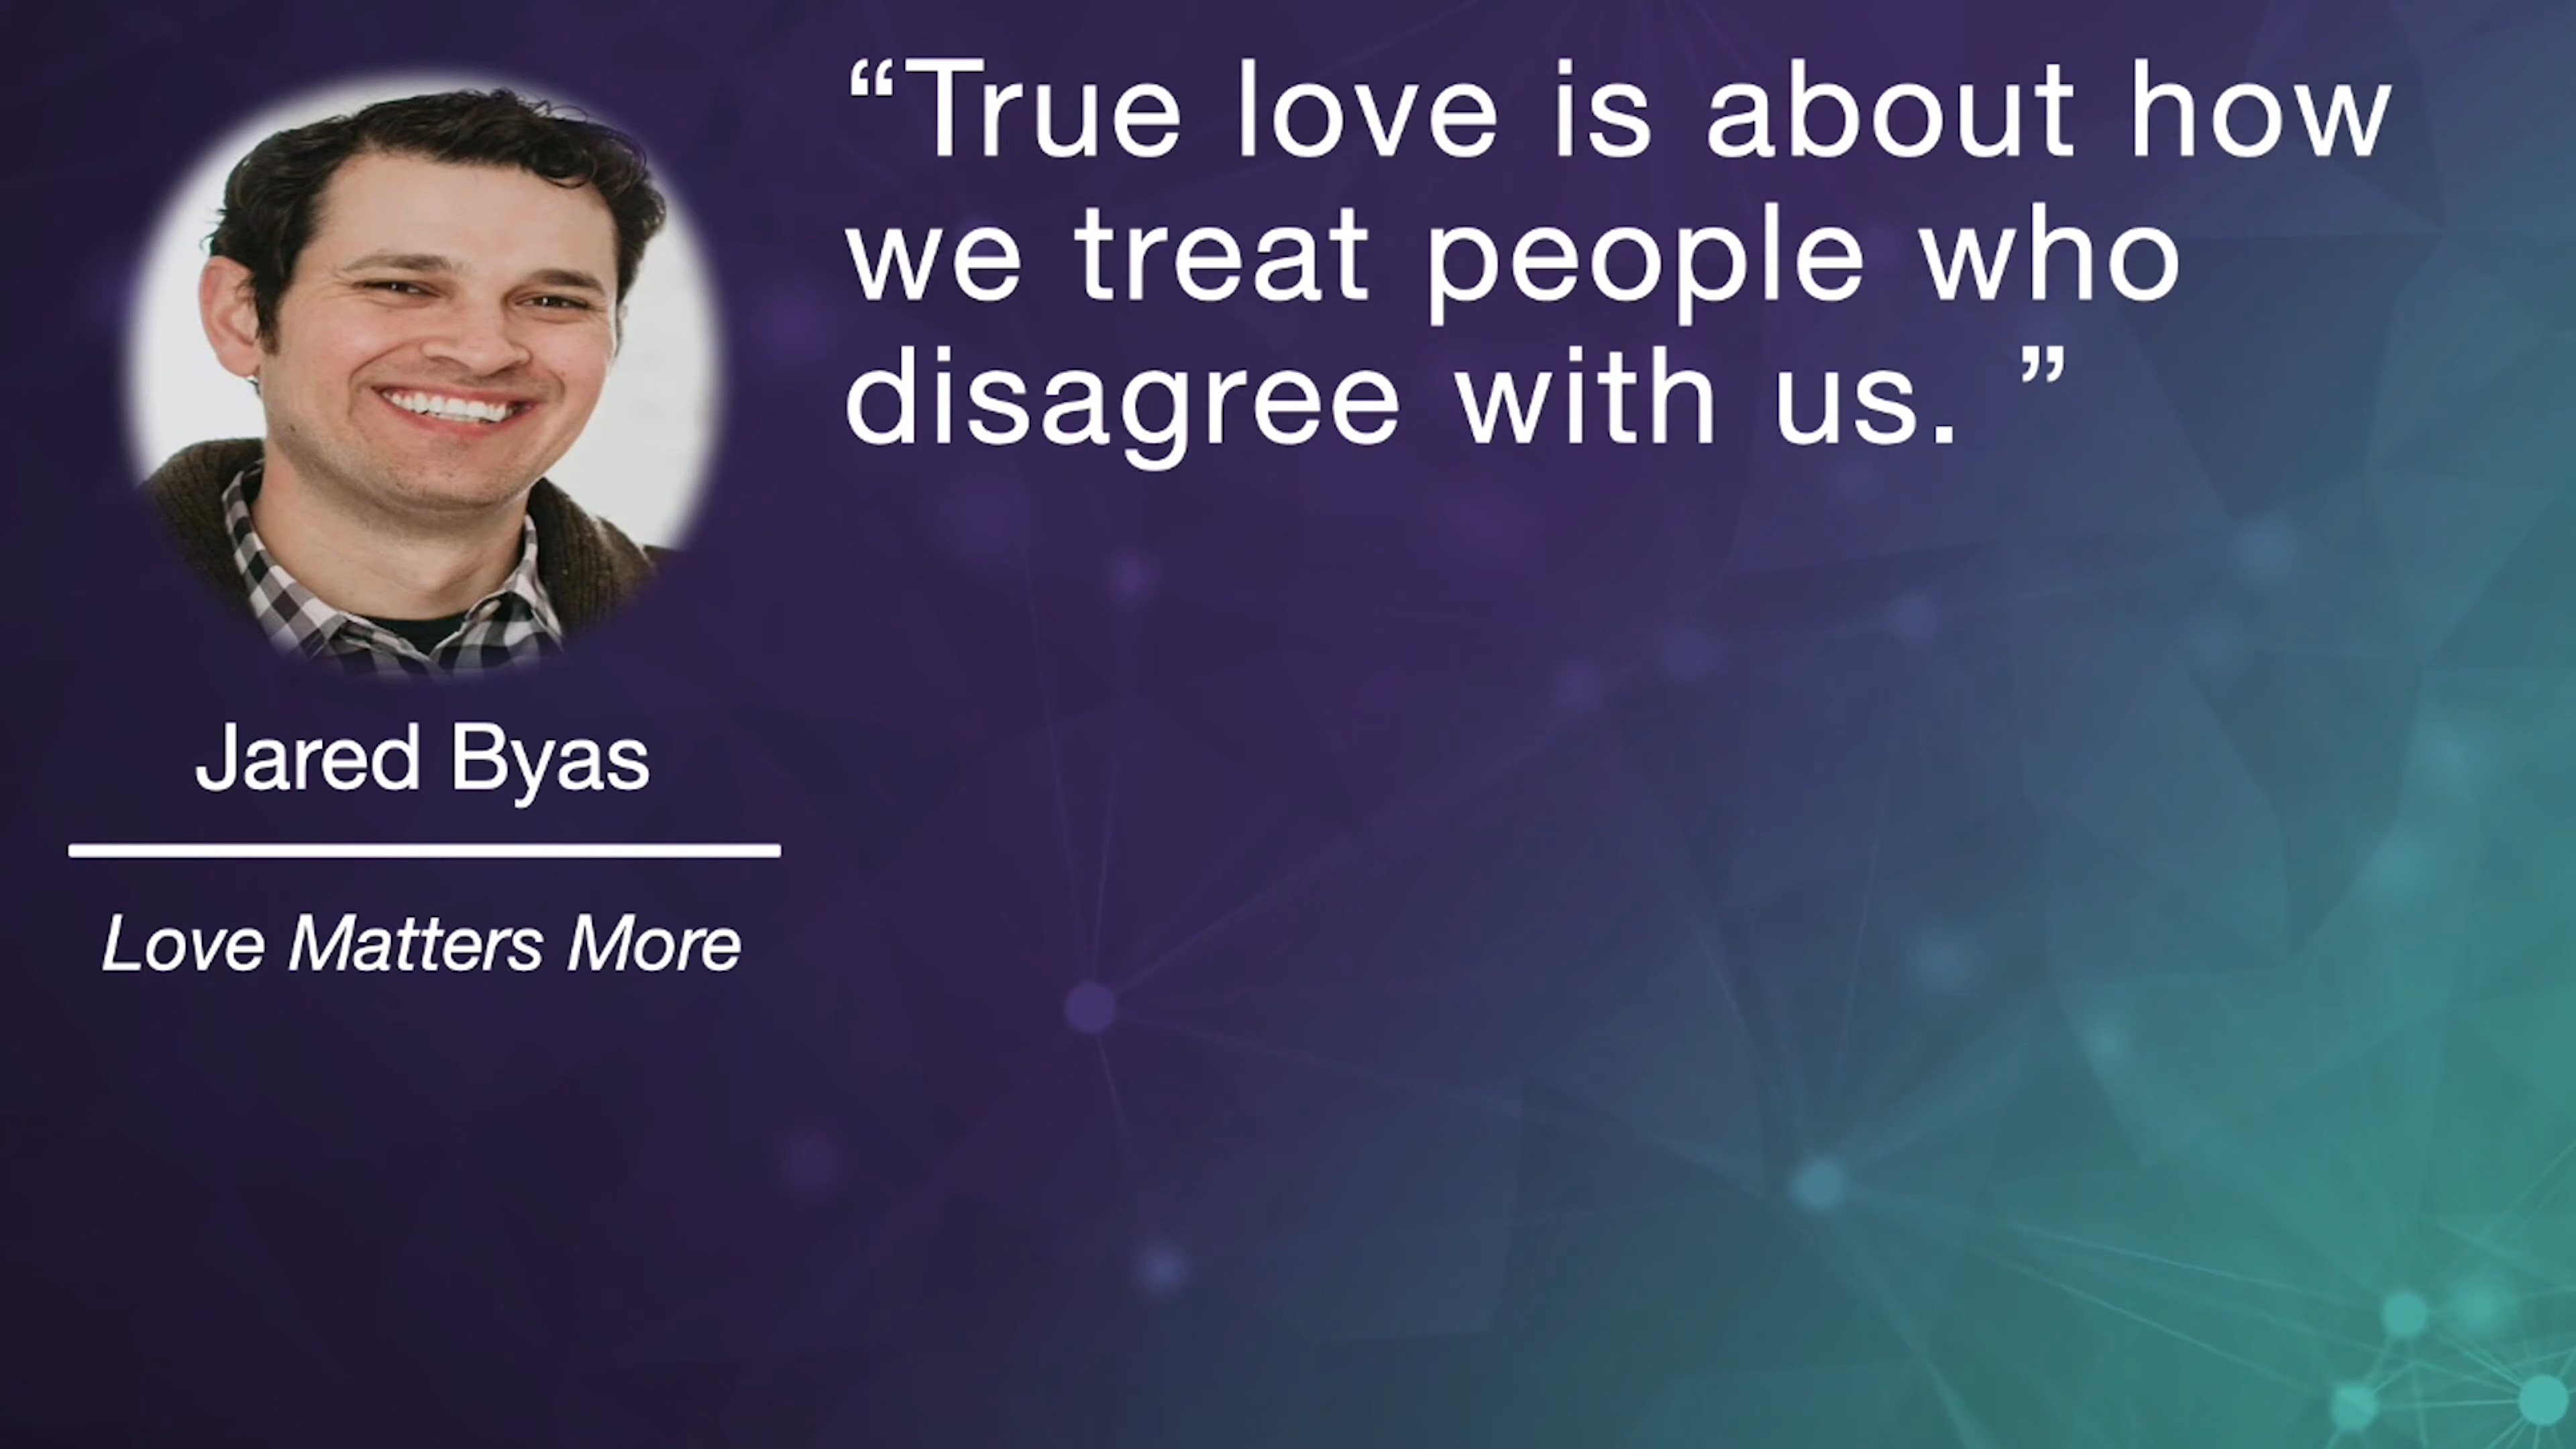 “True love is about how
we treat people who
disagree with us. ”
Jared Byas
Love Matters More